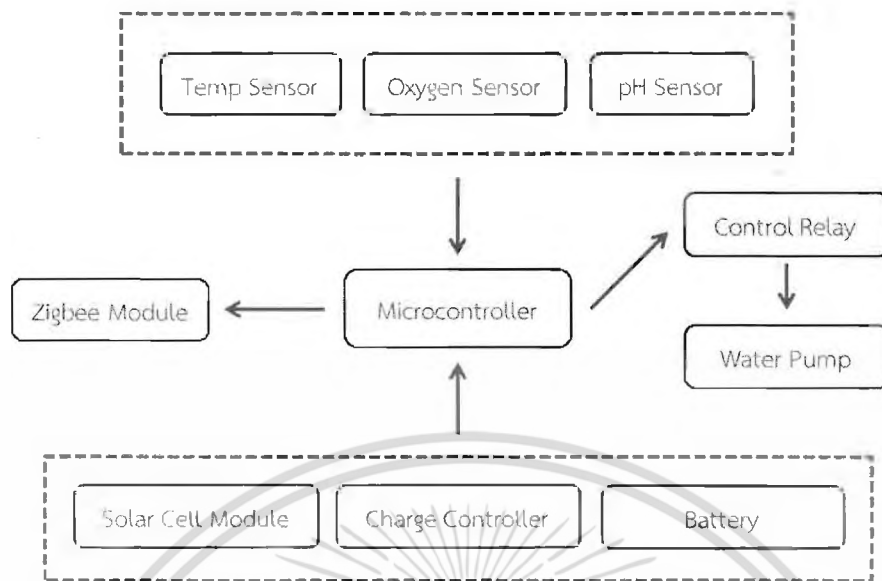 Temp Sensor
Oxygen Sensor
pH Sensor
Control Relay
Zigbee Module
Microcontroller
Water Pump
Solar Cell Module
Charge Controller
Battery